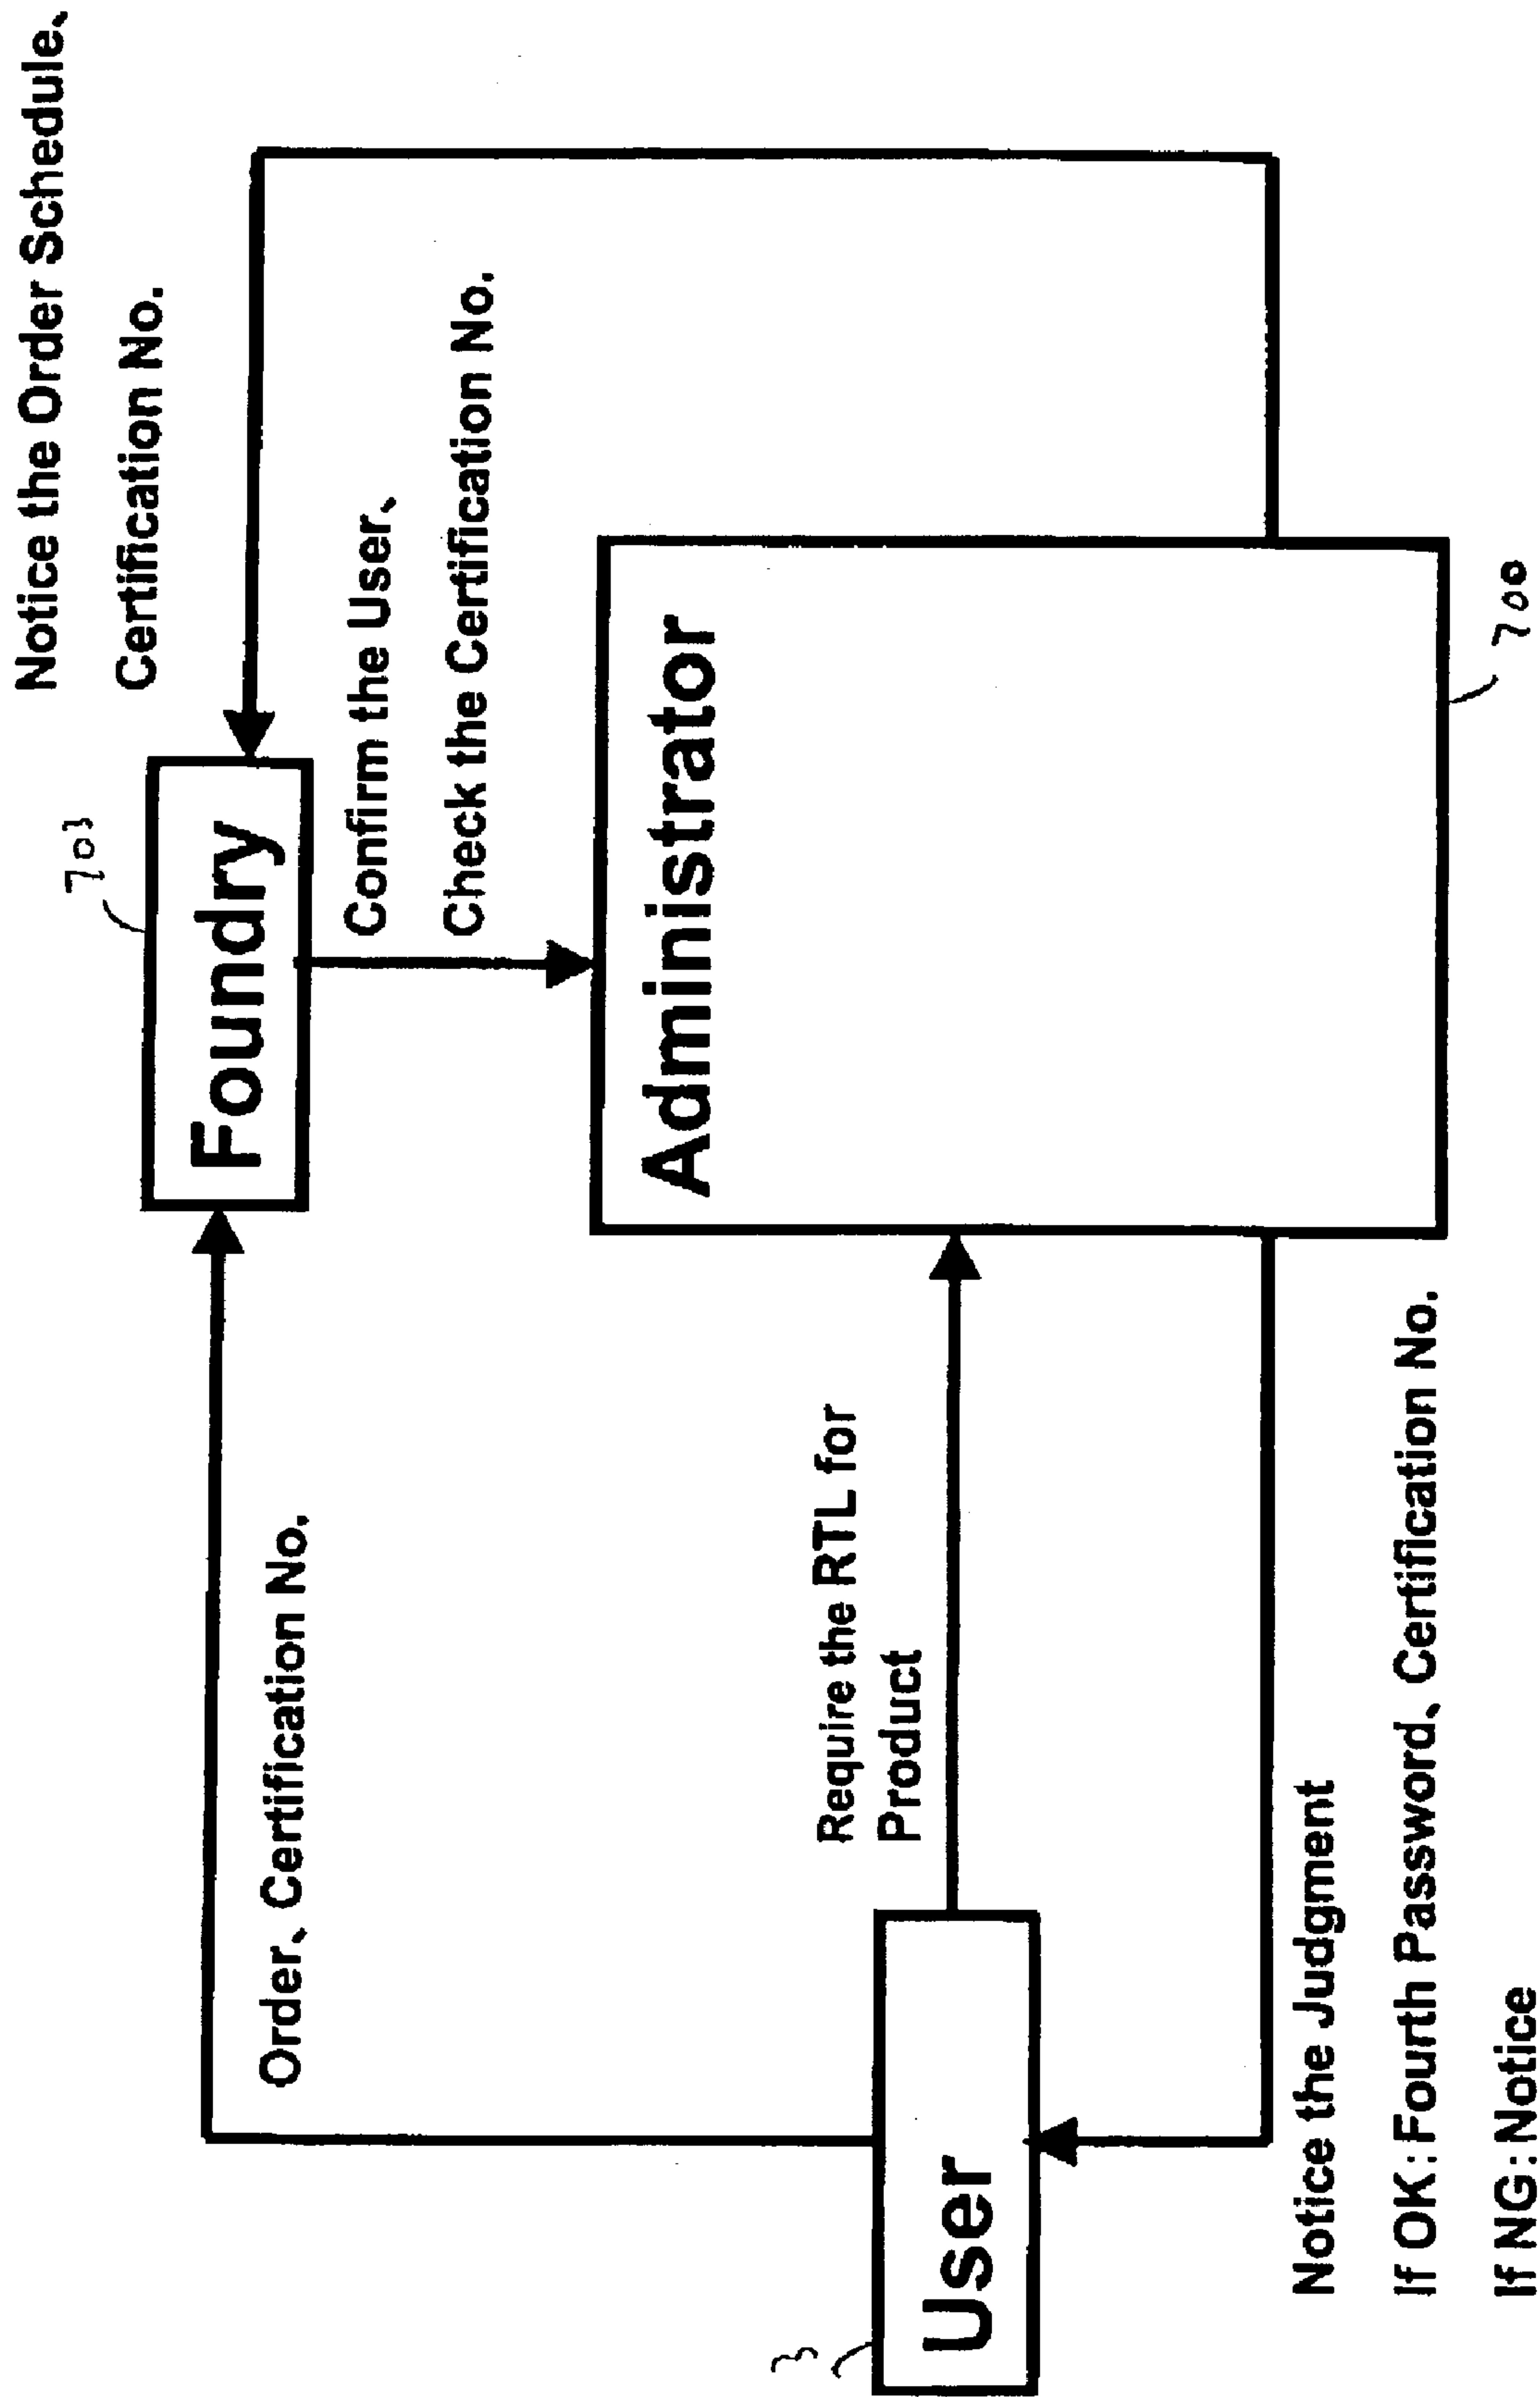 Notice the Order Schedule、
Certification No.
701
Foundry
Order、Certification No.
Confirm the User、
Check the Certification No.
Administrator
Require the RTL for
Product
3
User
700
Notice the Judgment
If OK:Fourth Password、Certification No.
If NG:Notice